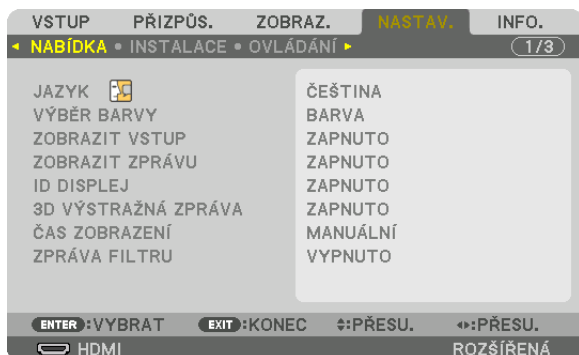 VSTUP PŘIZPŮS. ZOBRAZ. NASTAV. INFO.
NABÍDKA • INSTALACE • OVLÁDÁNÍ 1/3
JAZYK ČEŠTINA
VÝBĚR BARVY BARVA
ZOBRAZIT VSTUP ZAPNUTO
ZOBRAZIT ZPRÁVU ZAPNUTO
ID DISPLEJ ZAPNUTO
3D VÝSTRAŽNÁ ZPRÁVA ZAPNUTO
ČAS ZOBRAZENÍ MANUÁLNÍ
ZPRÁVA FILTRU VYPNUTO
ENTER :VYBRAT EXIT :KONEC :PŘESU. :PŘESU.
HDMI ROZŠÍŘENÁ